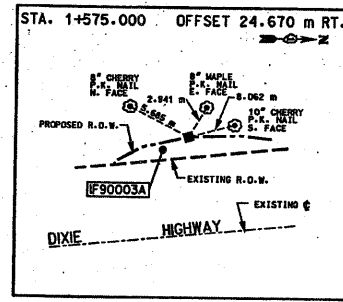 STA. 1+575.000 OFFSET 24.670 m RT.
N
8" CHERRY
P.K. NAIL
N. FACE
8" MAPLE
P.K. NAIL
E. FACE
2.941 m
8.062 m
10" CHERRY
P.K. NAIL
S. FACE
PROPOSED R.O.W.
IF90003A
EXISTING R.O.W.
EXISTING ℄
DIXIE HIGHWAY